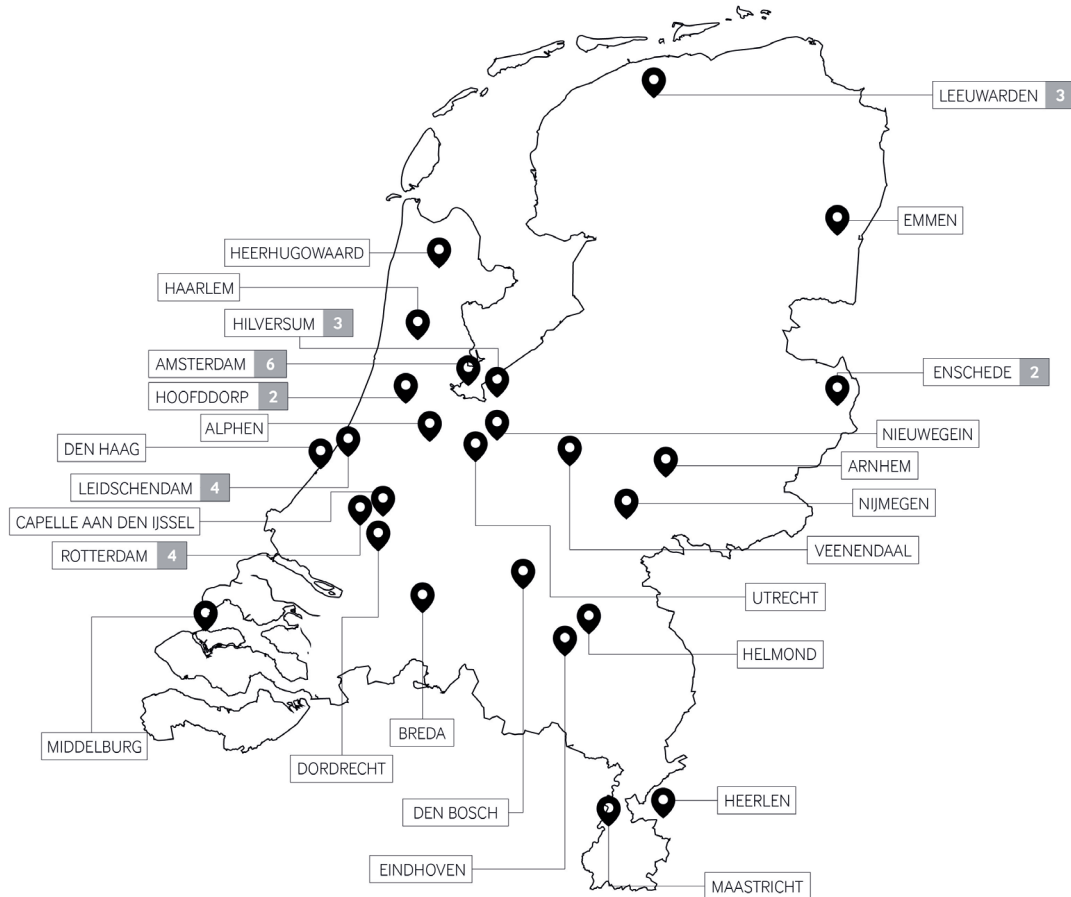 LEEUWARDEN 3
EMMEN
HEERHUGOWAARD
HAARLEM
HILVERSUM 3
AMSTERDAM 6
ENSCHEDE 2
HOOFDDORP 2
ALPHEN
NIEUWEGEIN
DEN HAAG
ARNHEM
LEIDSCHENDAM 4
NIJMEGEN
CAPELLE AAN DEN IJSSEL
VEENENDAAL
ROTTERDAM 4
UTRECHT
HELMOND
BREDA
MIDDELBURG
DORDRECHT
HEERLEN
DEN BOSCH
EINDHOVEN
MAASTRICHT